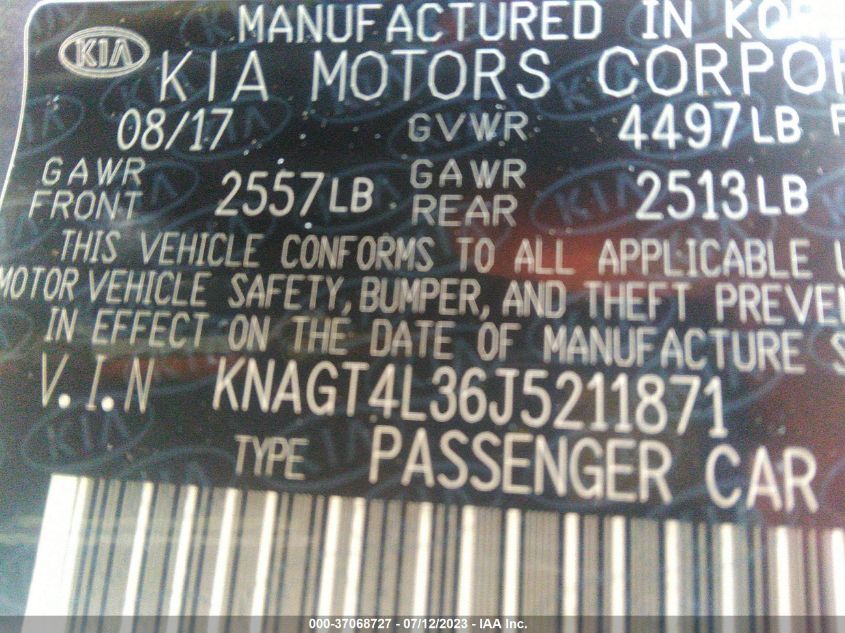 MANUFACTURED IN KOR
KIA KIA MOTORS CORPOR
08/17 GVWR 4497LB F
GAWR FRONT 2557LB GAWR REAR 2513LB
THIS VEHICLE CONFORMS TO ALL APPLICABLE U
MOTOR VEHICLE SAFETY, BUMPER, AND THEFT PREVEN
IN EFFECT ON THE DATE OF MANUFACTURE S
V.I.N KNAGT4L36J5211871
TYPE PASSENGER CAR
000-37068727 - 07/12/2023 - IAA Inc.